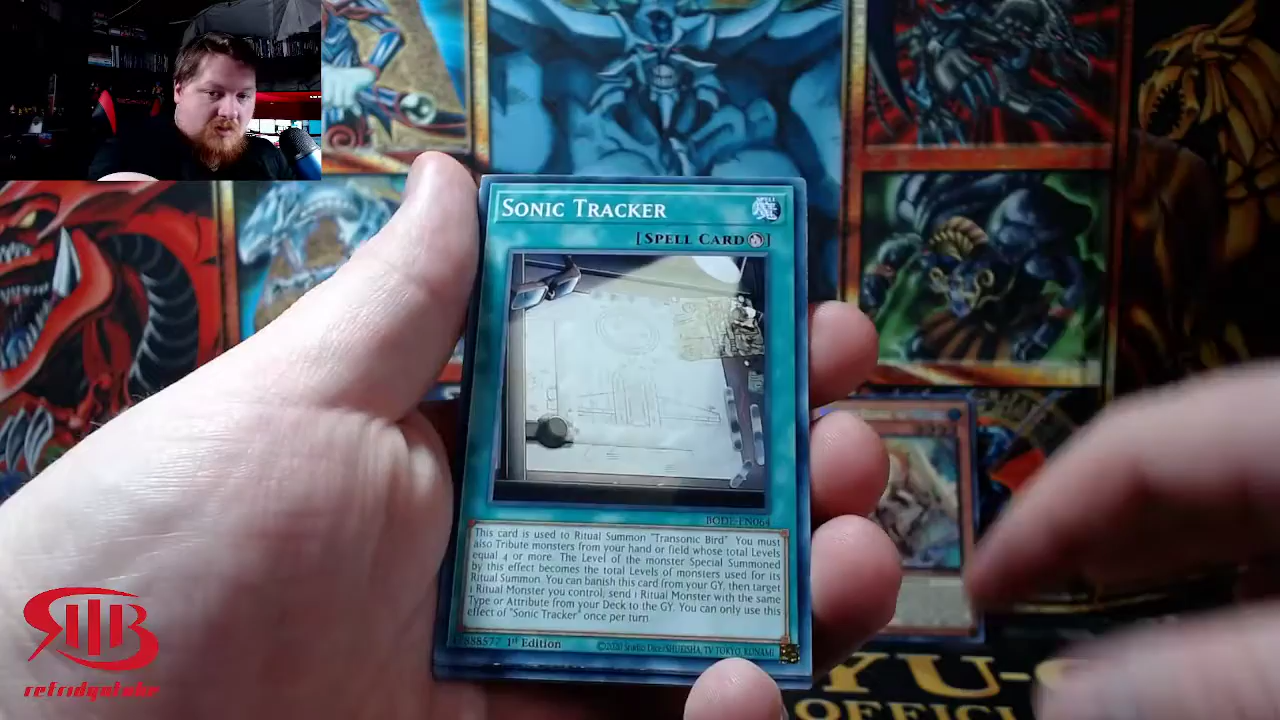 SONIC TRACKER
SPELL
[SPELL CARD]
BODE-EN064
This card is used to Ritual Summon "Transonic Bird" You must
also Tribute monsters from your hand or field whose total Levels
equal 4 or more. The Level of the monster Special Summoned
by this effect becomes the total Levels of monsters used for its
Ritual Summon. You can banish this card from your GY, then target
1 Ritual Monster you control; send 1 Ritual Monster with the same
Type or Attribute from your Deck to the GY. You can only use this
effect of "Sonic Tracker" once per turn.
888577 1st Edition
©2020 Studio Dice/SHUEISHA, TV TOKYO, KONAMI
RMB
YU-G
OFFICI